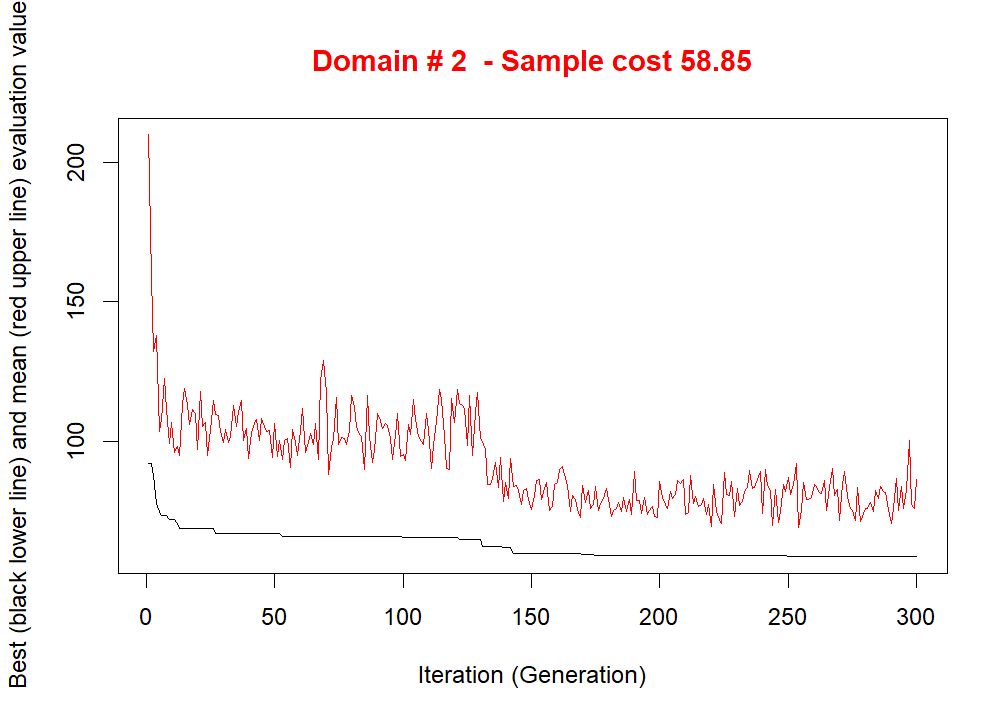 Domain # 2  - Sample cost 58.85
Best (black lower line) and mean (red upper line) evaluation value
200
150
100
0 50 100 150 200 250 300
Iteration (Generation)